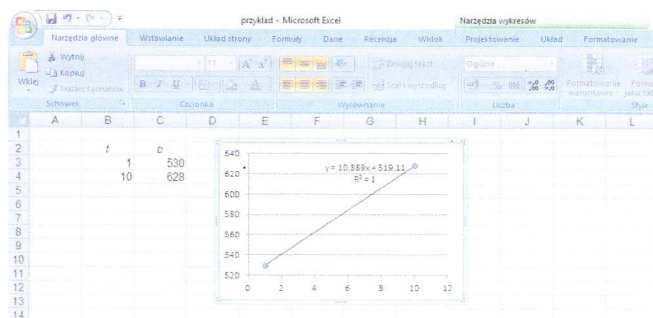 przykład - Microsoft Excel
Narzędzia wykresów
Narzędzia główne Wstawianie Układ strony Formuły Dane Recenzja Widok Projektowanie Układ Formatowanie
Wklej
Wytnij
Kopiuj
Malarz formatów
11
B I U
Zawijaj tekst
Scal i wyśrodkuj
Ogólne
% 000
Formatowanie warunkowe
Schowek Czcionka Wyrównanie Liczba Style
A B C D E F G H I J K L
1
2 t c
3 1 530
4 10 628
5
6
7
8
9
10
11
12
13
14
640
620
600
580
560
540
520
0 2 4 6 8 10 12
y = 10,889x + 519,11
R² = 1